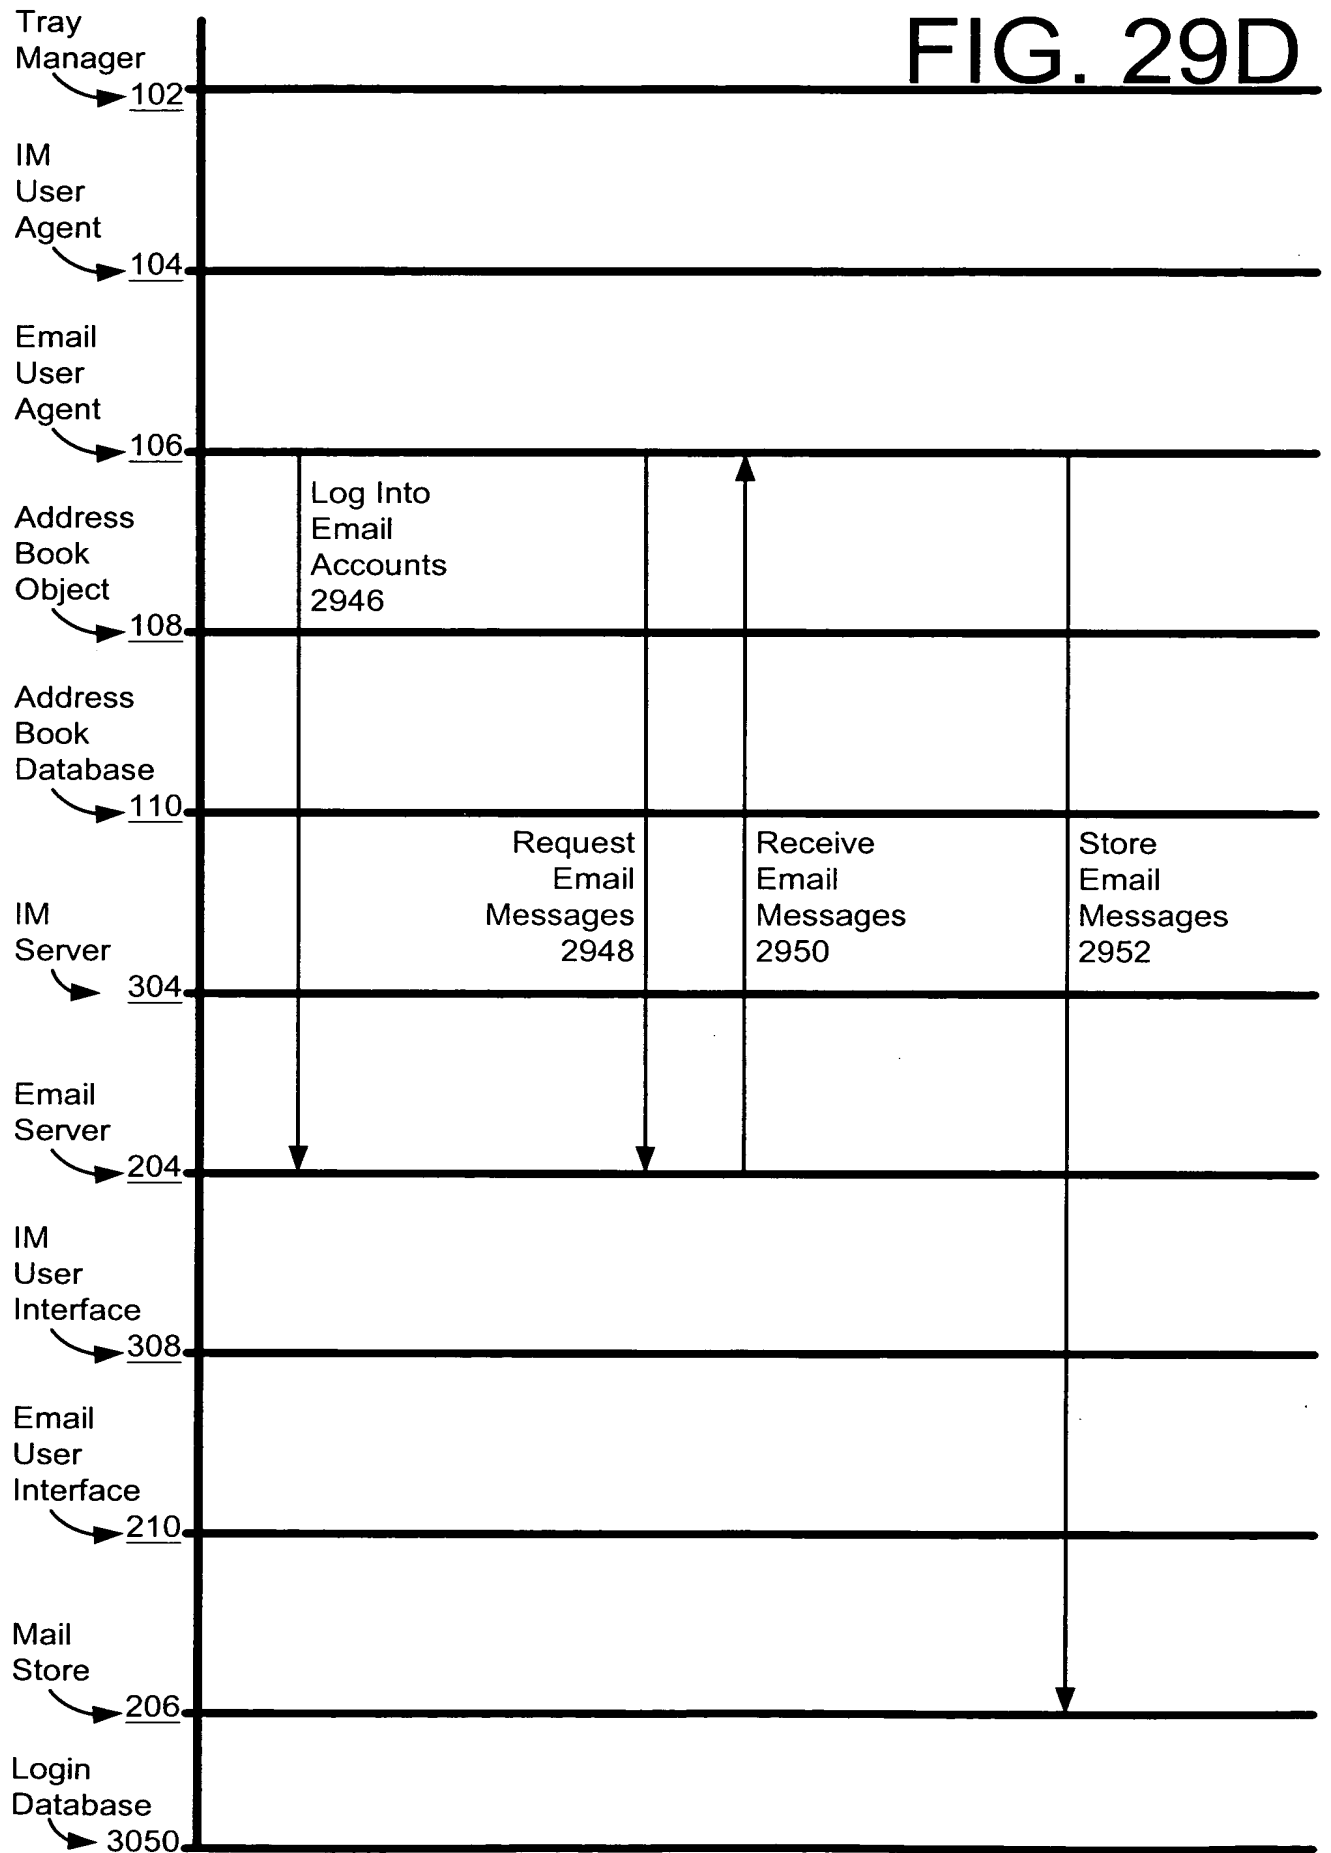 FIG. 29D
Tray
Manager
102
IM
User
Agent
104
Email
User
Agent
106
Log Into
Email
Accounts
2946
Address
Book
Object
108
Address
Book
Database
110
Request
Email
Messages
2948
Receive
Email
Messages
2950
Store
Email
Messages
2952
IM
Server
304
Email
Server
204
IM
User
Interface
308
Email
User
Interface
210
Mail
Store
206
Login
Database
3050